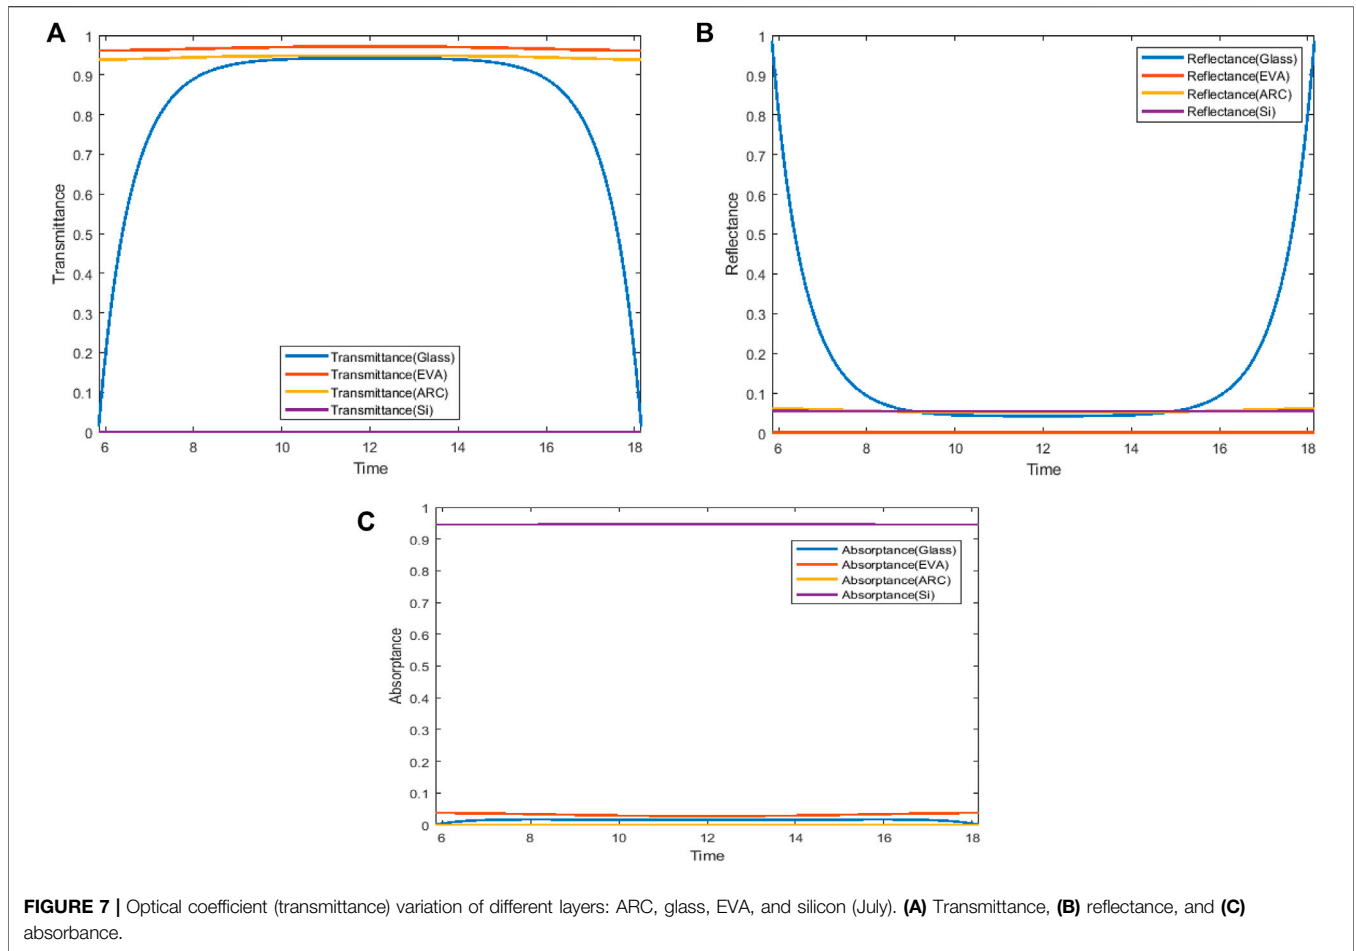 A
1
0.9
0.8
0.7
0.6
0.5
0.4
0.3
0.2
0.1
0
Transmittance
Transmittance(Glass)
Transmittance(EVA)
Transmittance(ARC)
Transmittance(Si)
6 8 10 12 14 16 18
Time
B
1
0.9
0.8
0.7
0.6
0.5
0.4
0.3
0.2
0.1
0
Reflectance
Reflectance(Glass)
Reflectance(EVA)
Reflectance(ARC)
Reflectance(Si)
6 8 10 12 14 16 18
Time
C
1
0.9
0.8
0.7
0.6
0.5
0.4
0.3
0.2
0.1
0
Absorptance
Absorptance(Glass)
Absorptance(EVA)
Absorptance(ARC)
Absorptance(Si)
6 8 10 12 14 16 18
Time
FIGURE 7 | Optical coefficient (transmittance) variation of different layers: ARC, glass, EVA, and silicon (July). (A) Transmittance, (B) reflectance, and (C)
absorbance.